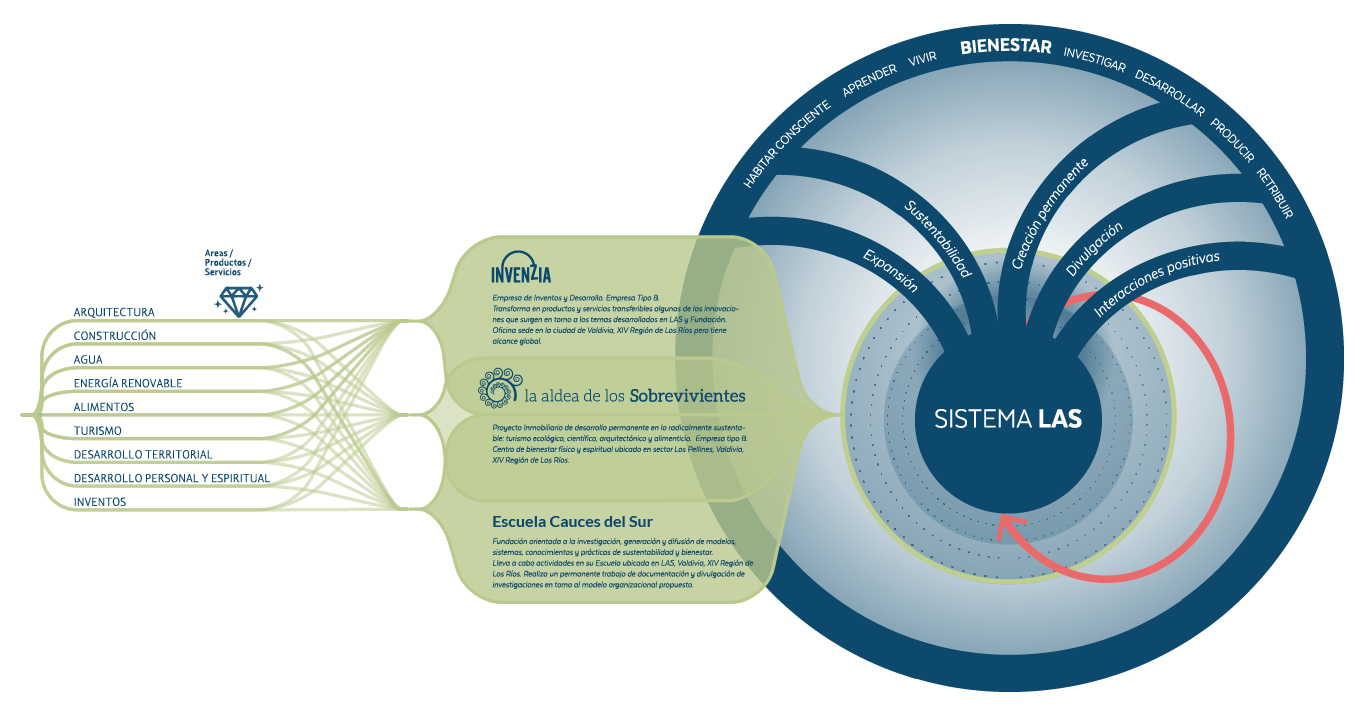 Areas /
Productos /
Servicios
ARQUITECTURA
CONSTRUCCIÓN
AGUA
ENERGÍA RENOVABLE
ALIMENTOS
TURISMO
DESARROLLO TERRITORIAL
DESARROLLO PERSONAL Y ESPIRITUAL
INVENTOS
INVENZIA
Empresa de Inventos y Desarrollo. Empresa Tipo B.
Transforma en productos y servicios transferibles algunas de las innovacio-
nes que surgen en torno a los temas desarrollados en LAS y Fundación.
Oficina sede en la ciudad de Valdivia, XIV Región de Los Ríos pero tiene
alcance global.
la aldea de los Sobrevivientes
Proyecto Inmobiliario de desarrollo permanente en lo radicalmente sustenta-
ble: turismo ecológico, científico, arquitectónico y alimenticio. Empresa tipo B.
Centro de bienestar físico y espiritual ubicado en sector Los Pellines, Valdivia,
XIV Región de Los Ríos.
Escuela Cauces del Sur
Fundación orientada a la investigación, generación y difusión de modelos,
sistemas, conocimientos y prácticas de sustentabilidad y bienestar.
Lleva a cabo actividades en su Escuela ubicada en LAS, Valdivia, XIV Región de
Los Ríos. Realiza un permanente trabajo de documentación y divulgación de
investigaciones en torno al modelo organizacional propuesto.
HABITAR CONSCIENTE
APRENDER
VIVIR
BIENESTAR
INVESTIGAR
DESARROLLAR
PRODUCIR
RETRIBUIR
Expansión
Sustentabilidad
Creación permanente
Divulgación
Interacciones positivas
SISTEMA LAS